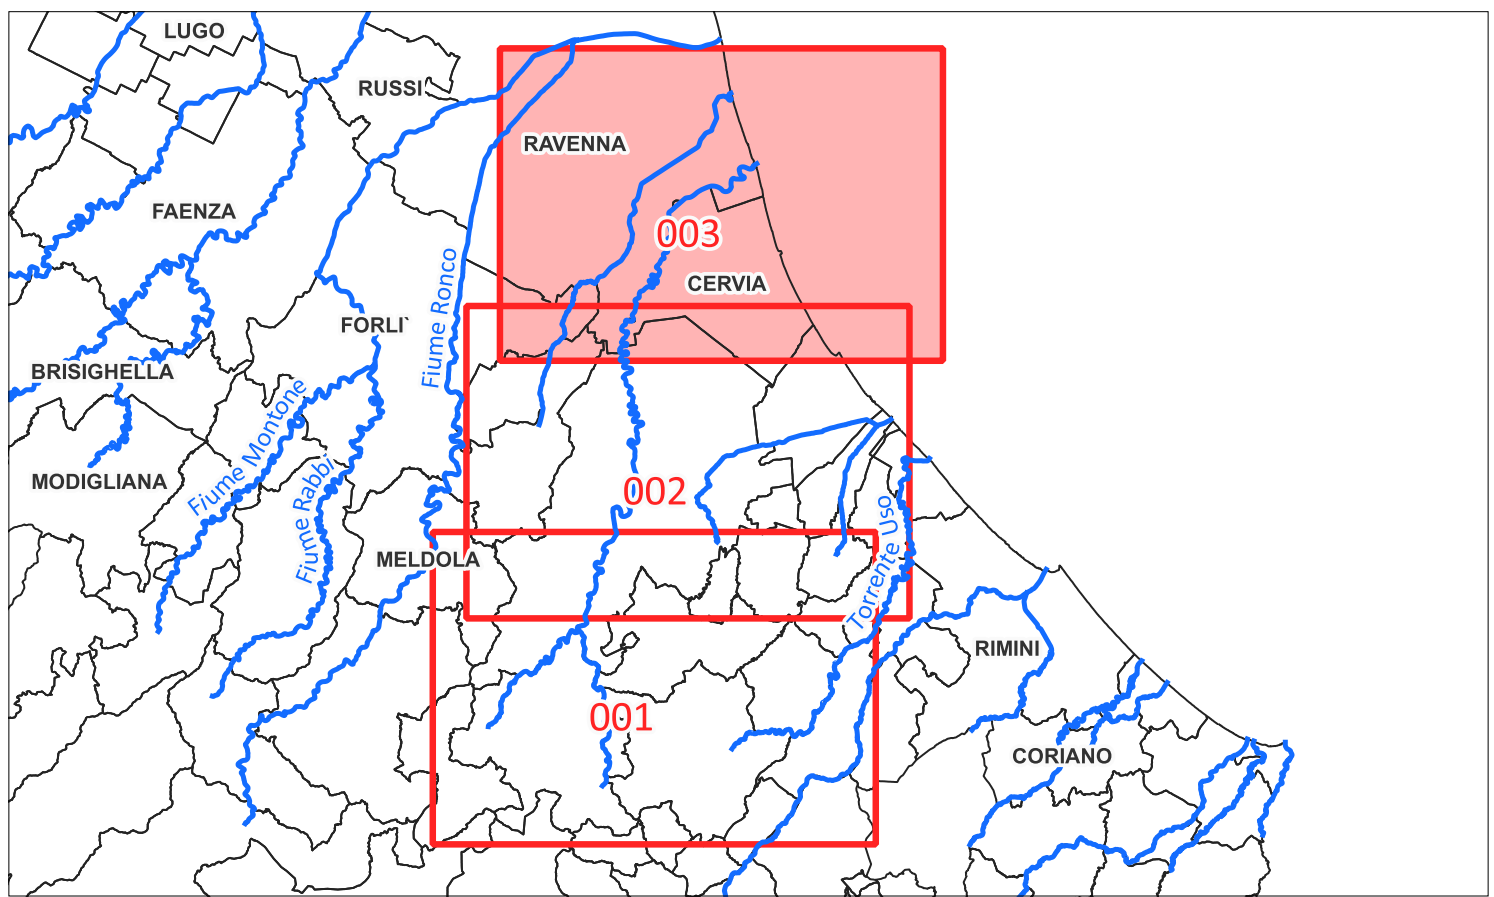 LUGO
RUSSI
RAVENNA
FAENZA
003
CERVIA
Fiume Ronco
FORLI`
BRISIGHELLA
Fiume Montone
MODIGLIANA
Fiume Rabbi
002
Torrente Uso
MELDOLA
RIMINI
001
CORIANO